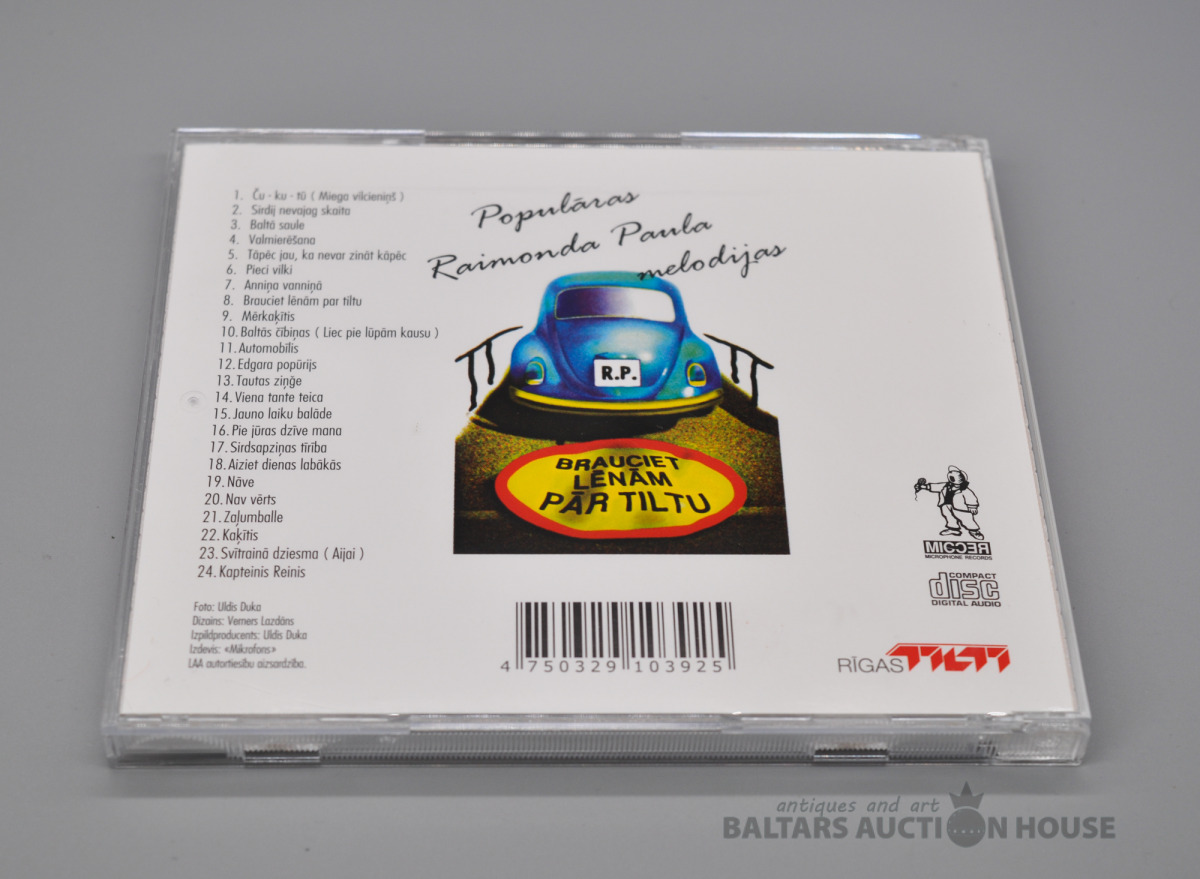 1. Ču - ku - tū ( Miega vilcieniņš )
2. Sirdij nevajag skaita
3. Baltā saule
4. Valmierēšana
5. Tāpēc jau, ka nevar zināt kāpēc
6. Pieci vilki
7. Anniņa vanniņā
8. Brauciet lēnām par tiltu
9. Mērkaķītis
10. Baltās čībiņas ( Liec pie lūpām kausu )
11. Automobīlis
12. Edgara popūrijs
13. Tautas ziņģe
14. Viena tante teica
15. Jauno laiku balāde
16. Pie jūras dzīve mana
17. Sirdsapziņas tīrība
18. Aiziet dienas labākās
19. Nāve
20. Nav vērts
21. Zaļumballe
22. Kaķītis
23. Svītrainā dziesma ( Aijai )
24. Kapteinis Reinis
Foto: Uldis Duka
Dizains: Verners Lazdāns
Izpildproducents: Uldis Duka
Izdevis: «Mikrofons»
LAA autortiesību aizsardzība.
Populāras
Raimonda Paula
melodijas
R.P.
BRAUCIET
LĒNĀM
PĀR TILTU
4 750329 103925
MICROPHONE RECORDS
COMPACT
disc
DIGITAL AUDIO
RĪGAS TILTI
antiques and art
BALTARS AUCTION HOUSE